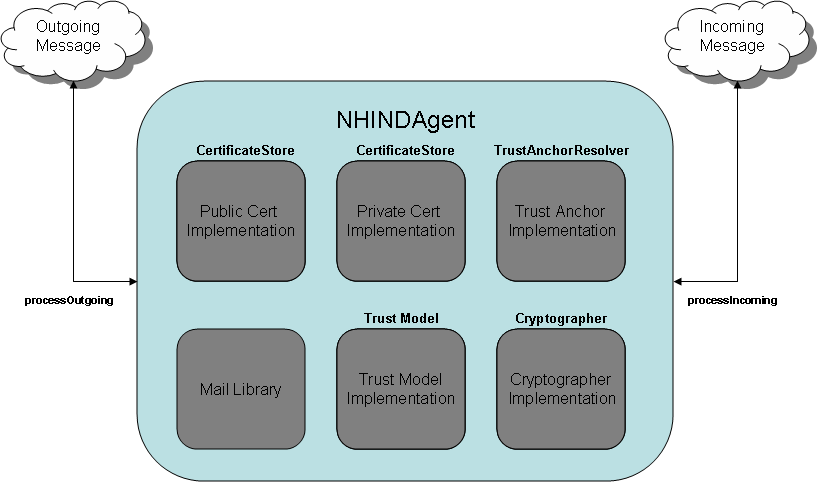 Outgoing
Message
Incoming
Message
NHINDAgent
CertificateStore
CertificateStore
TrustAnchorResolver
Public Cert
Implementation
Private Cert
Implementation
Trust Anchor
Implementation
processOutgoing
processIncoming
Trust Model
Cryptographer
Mail Library
Trust Model
Implementation
Cryptographer
Implementation